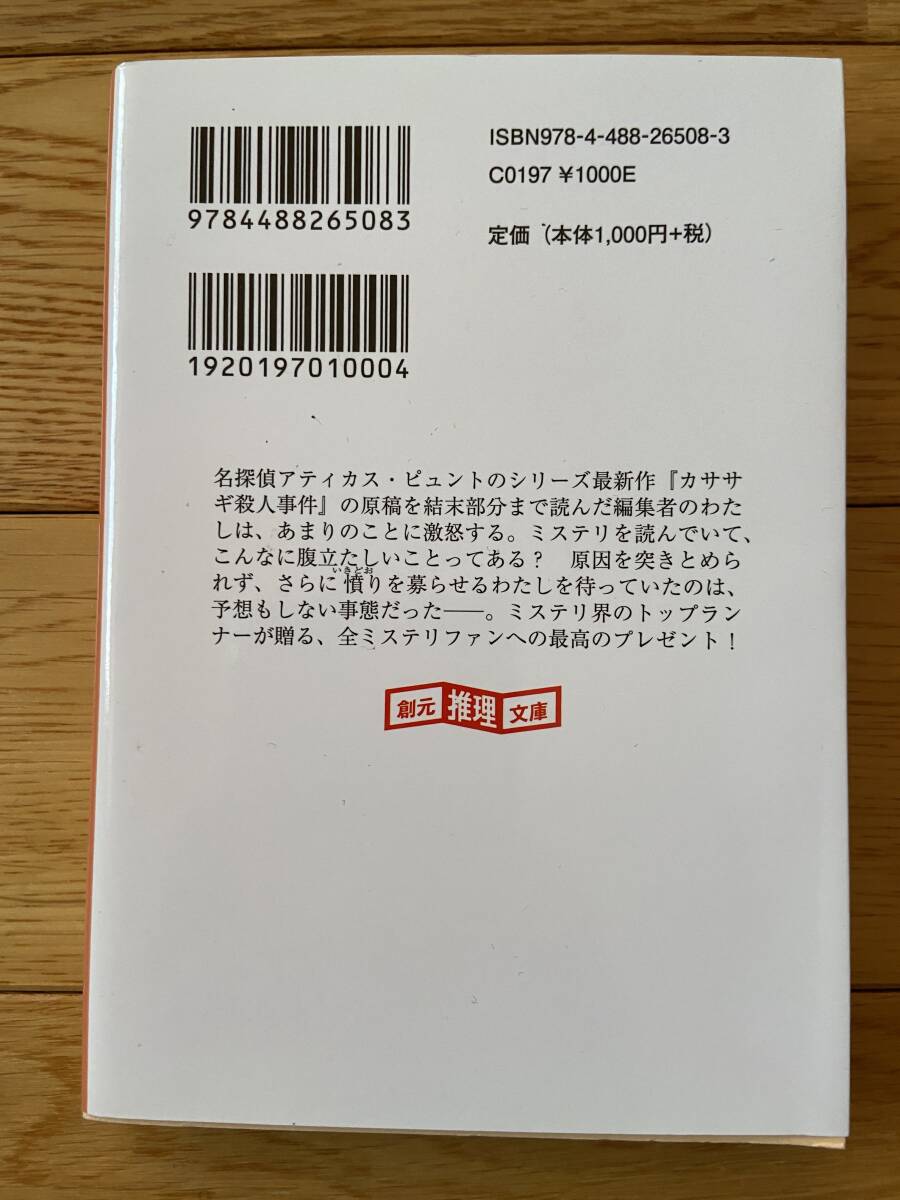 ISBN978-4-488-26508-3
C0197 ¥1000E
定価（本体1,000円+税）
9784488265083
1920197010004
名探偵アティカス・ピュントのシリーズ最新作『カササ
ギ殺人事件』の原稿を結末部分まで読んだ編集者のわた
しは、あまりのことに激怒する。ミステリを読んでいて、
こんなに腹立たしいことってある？　原因を突きとめら
いきどお
れず、さらに憤りを募らせるわたしを待っていたのは、
予想もしない事態だった――。ミステリ界のトップラン
ナーが贈る、全ミステリファンへの最高のプレゼント！
創元推理文庫